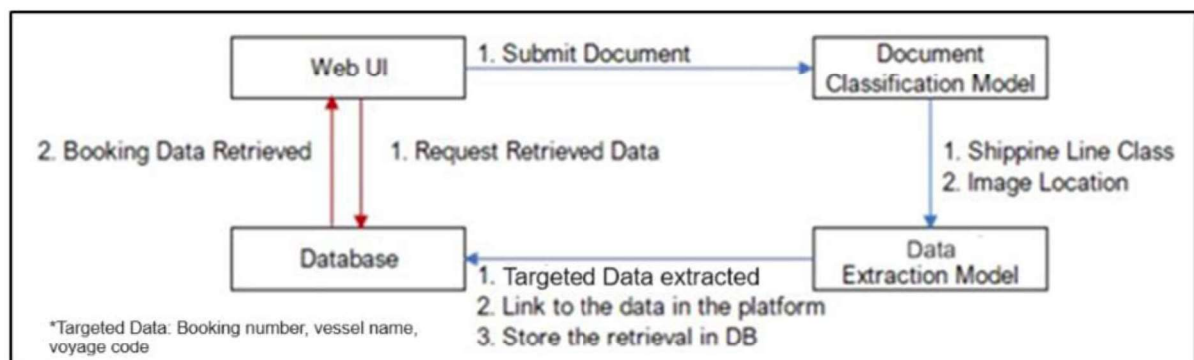 Web UI
1. Submit Document
Document
Classification Model
2. Booking Data Retrieved
1. Request Retrieved Data
1. Shippine Line Class
2. Image Location
Database
Data
Extraction Model
1. Targeted Data extracted
2. Link to the data in the platform
3. Store the retrieval in DB
*Targeted Data: Booking number, vessel name,
voyage code